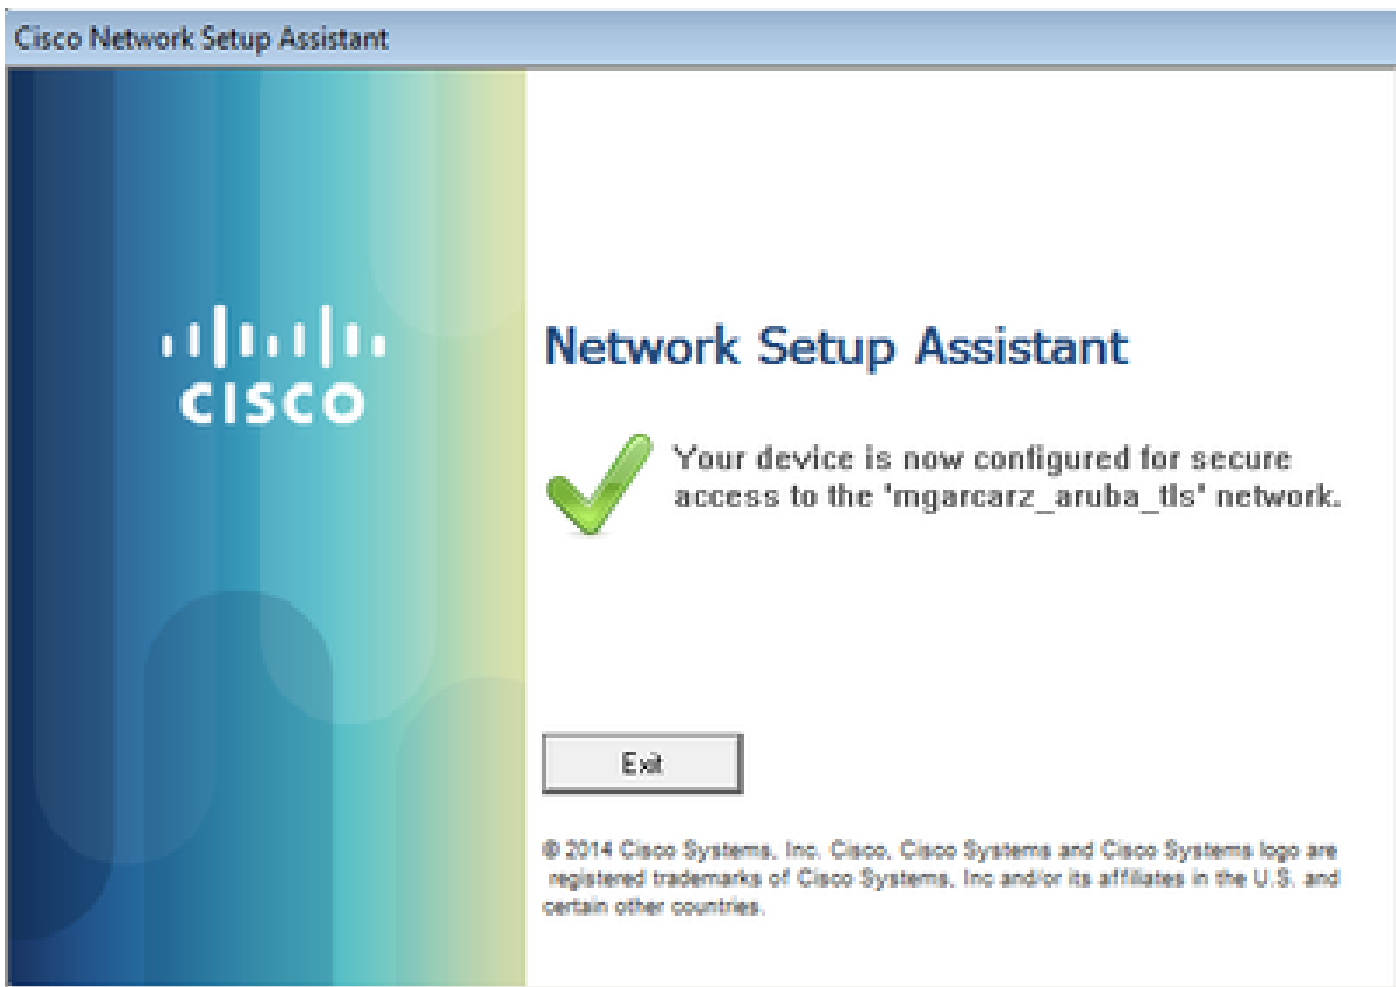 Cisco Network Setup Assistant
CISCO
Network Setup Assistant
Your device is now configured for secure
access to the 'mgarcarz_aruba_tls' network.
Exit
© 2014 Cisco Systems, Inc. Cisco, Cisco Systems and Cisco Systems logo are
registered trademarks of Cisco Systems, Inc and/or its affiliates in the U.S. and
certain other countries.